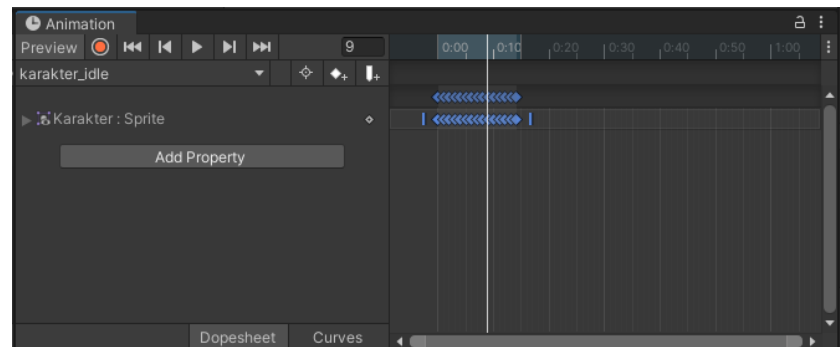 Animation
Preview 9 0:00 0:10 0:20 0:30 0:40 0:50 1:00
karakter_idle
Karakter : Sprite
Add Property
Dopesheet Curves